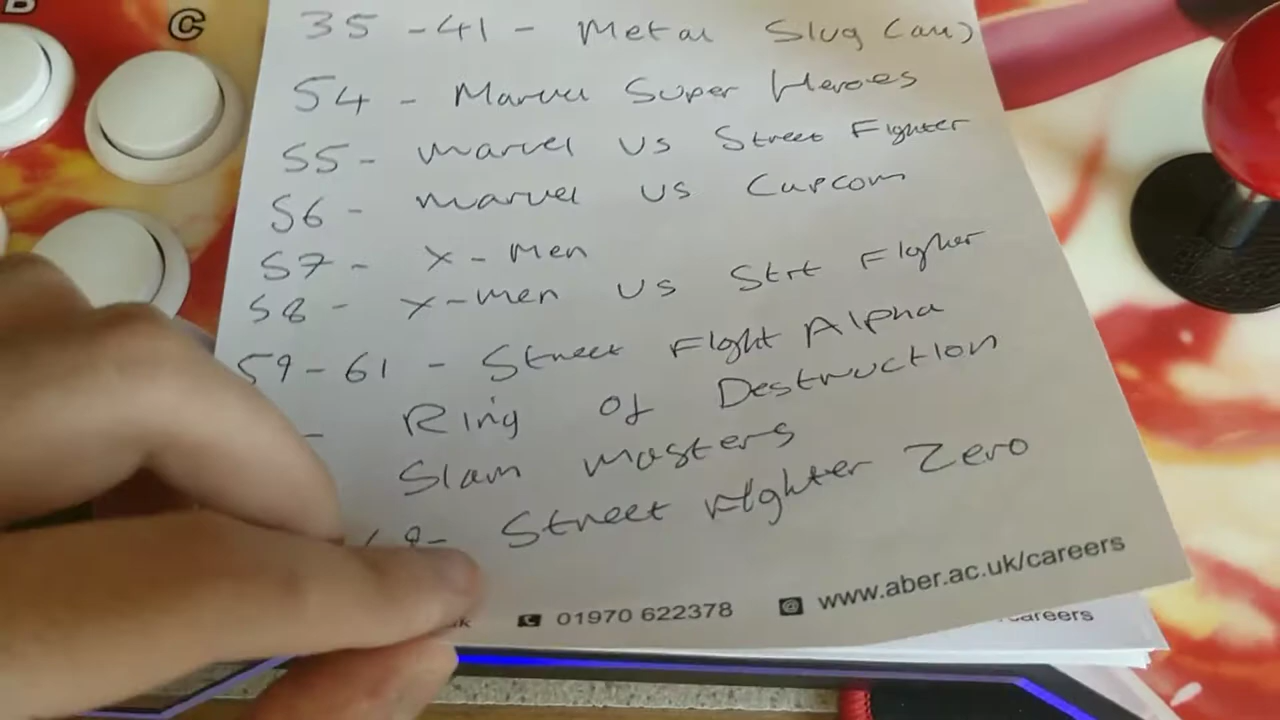 B
C
35 - 41 - Metal Slug (all)
54 - Marvel Super Heroes
55 - Marvel vs Street Fighter
56 - Marvel vs Capcom
57 - X-Men
58 - X-men vs Strt Fighter
59 - 61 - Street Fight Alpha
- Ring of Destruction
Slam Masters
- Street Fighter Zero
01970 622378 www.aber.ac.uk/careers
careers